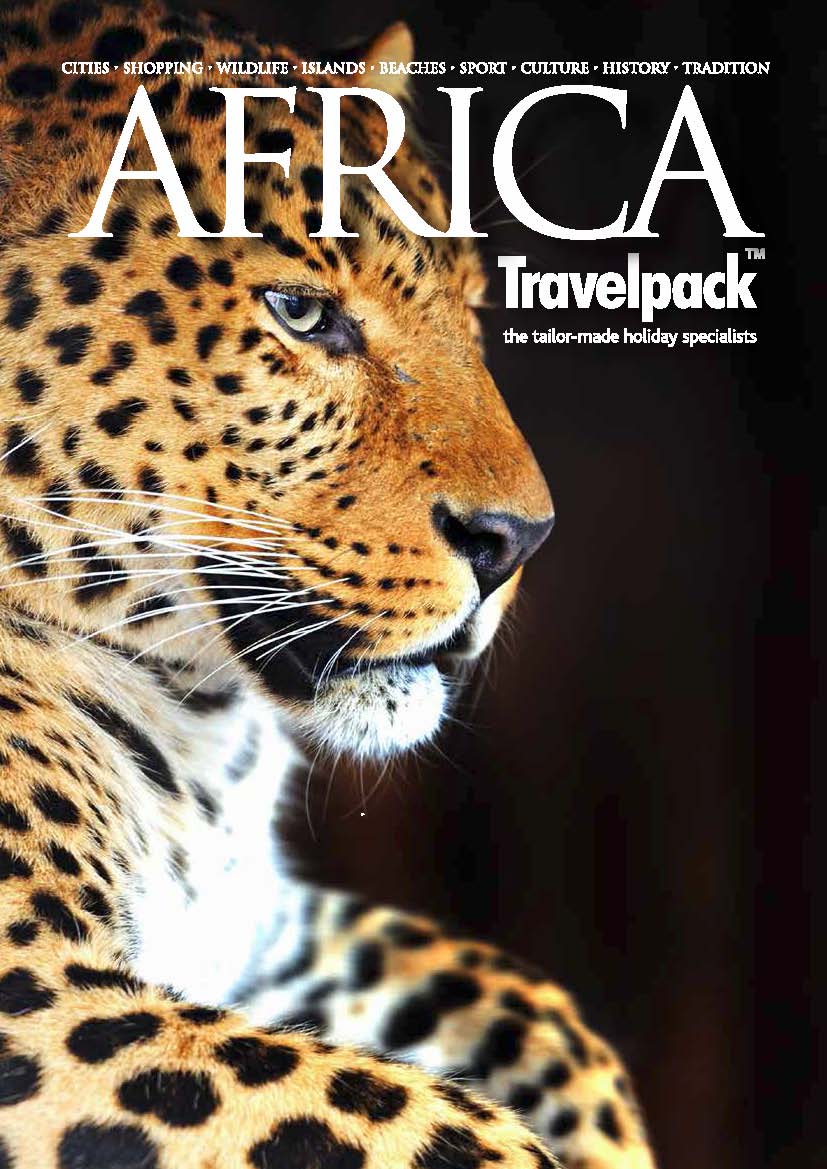 CITIES • SHOPPING • WILDLIFE • ISLANDS • BEACHES • SPORT • CULTURE • HISTORY • TRADITION
AFRICA
Travelpack™
the tailor-made holiday specialists